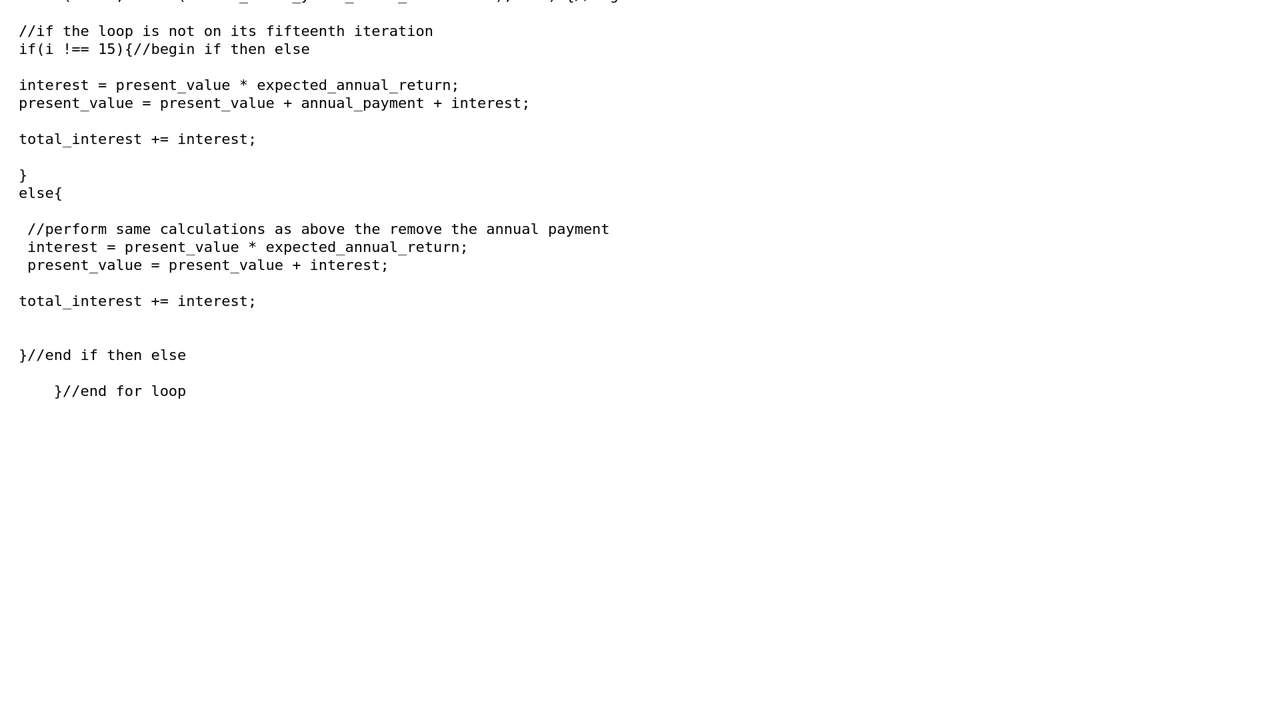 //if the loop is not on its fifteenth iteration
if(i !== 15){//begin if then else
interest = present_value * expected_annual_return;
present_value = present_value + annual_payment + interest;
total_interest += interest;
}
else{
//perform same calculations as above the remove the annual payment
interest = present_value * expected_annual_return;
present_value = present_value + interest;
total_interest += interest;
}//end if then else
}//end for loop